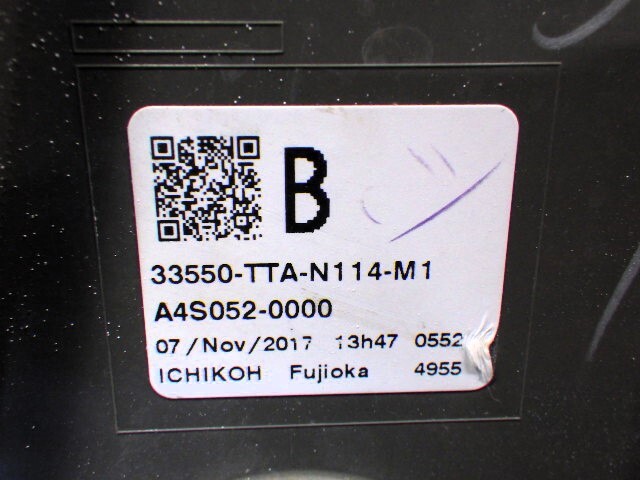 B
33550-TTA-N114-M1
A4S052-0000
07/Nov/2017 13h47 0552
ICHIKOH Fujioka 4955